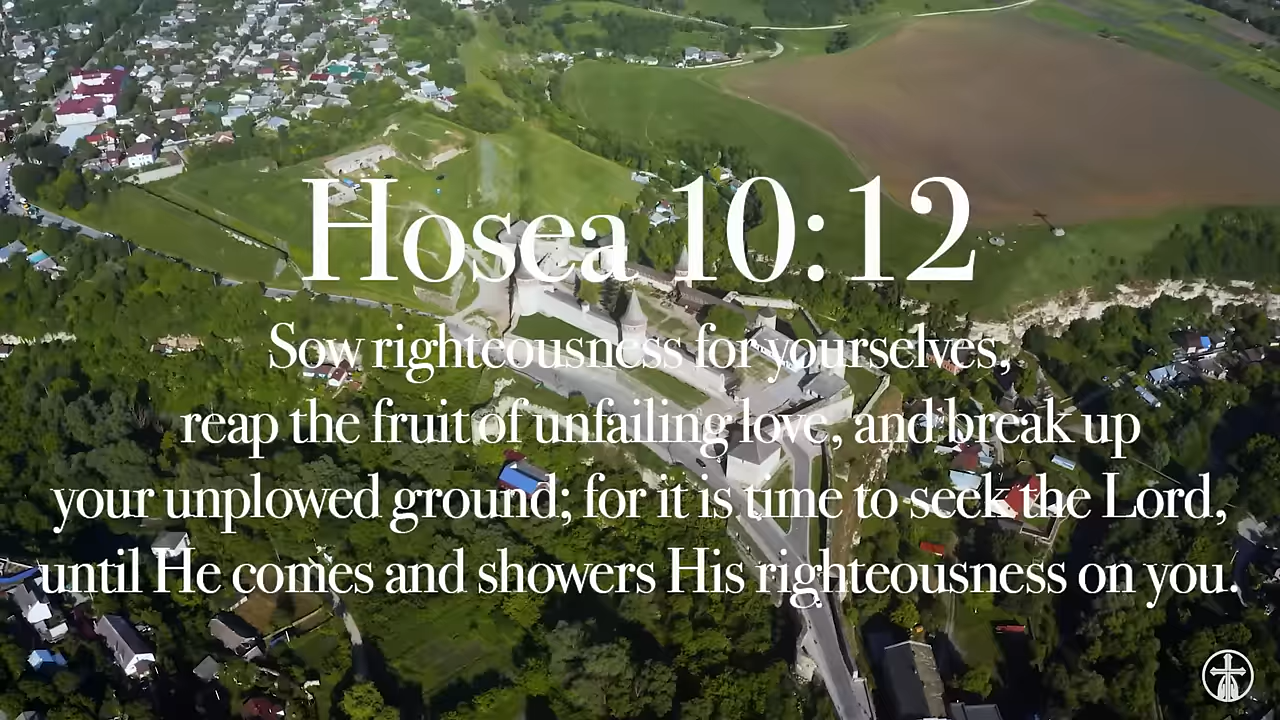 Hosea 10:12
Sow righteousness for yourselves,
reap the fruit of unfailing love, and break up
your unplowed ground; for it is time to seek the Lord,
until He comes and showers His righteousness on you.